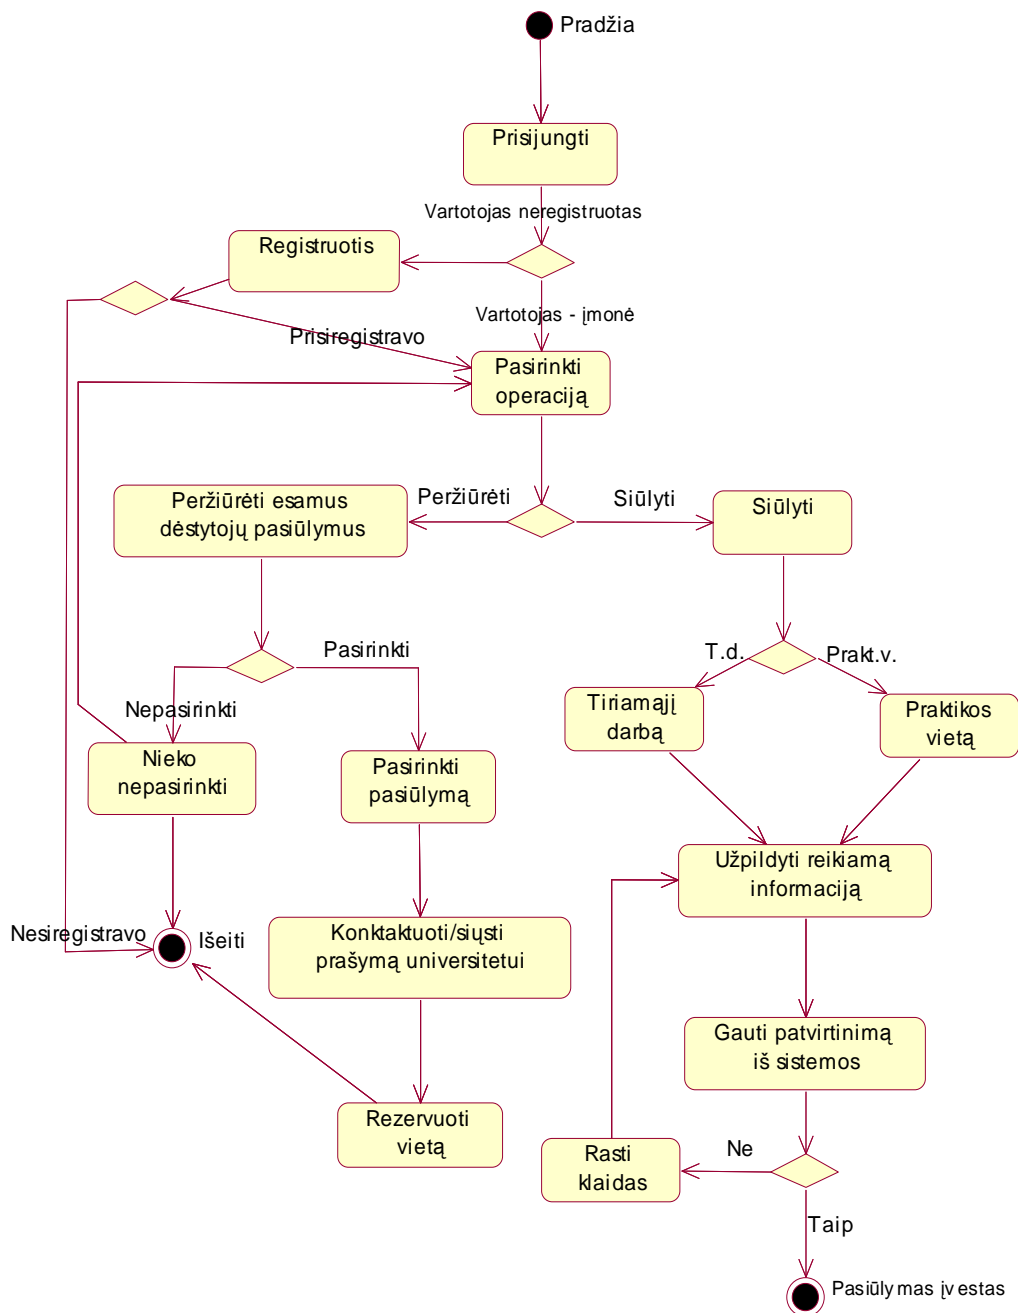 Pradžia
Prisijungti
Vartotojas neregistruotas
Registruotis
Vartotojas - įmonė
Prisiregistravo
Pasirinkti
operaciją
Peržiūrėti esamus
dėstytojų pasiūlymus
Peržiūrėti
Siūlyti
Siūlyti
Pasirinkti
T.d.
Prakt.v.
Nepasirinkti
Tiriamąjį
darbą
Praktikos
vietą
Nieko
nepasirinkti
Pasirinkti
pasiūlymą
Užpildyti reikiamą
informaciją
Nesiregistravo
Išeiti
Konktaktuoti/siųsti
prašymą universitetui
Gauti patvirtinimą
iš sistemos
Rezervuoti
vietą
Rasti
klaidas
Ne
Taip
Pasiūlymas įvestas